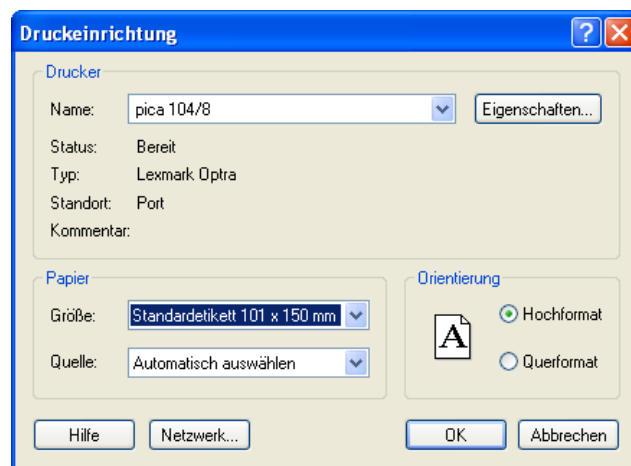 Druckeinrichtung
Drucker
Name: pica 104/8 Eigenschaften...
Status: Bereit
Typ: Lexmark Optra
Standort: Port
Kommentar:
Papier
Größe: Standardetikett 101 x 150 mm
Quelle: Automatisch auswählen
Orientierung
A
Hochformat
Querformat
Hilfe Netzwerk... OK Abbrechen